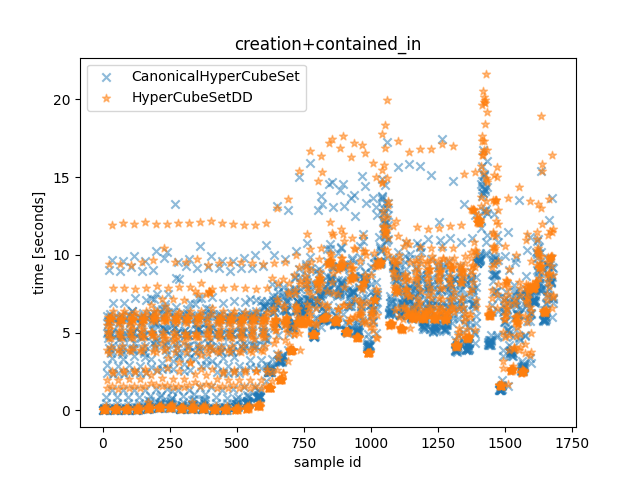 creation+contained_in
CanonicalHyperCubeSet
HyperCubeSetDD
time [seconds]
20
15
10
5
0
0 250 500 750 1000 1250 1500 1750
sample id